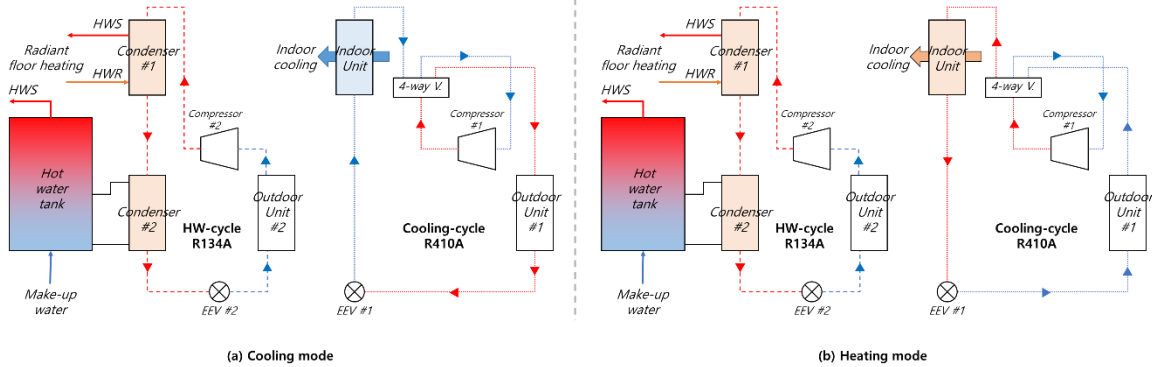 HWS
Radiant
floor heating
HWR
HWS
Condenser
#1
Compressor
#2
Hot
water
tank
Condenser
#2
HW-cycle
R134A
Outdoor
Unit
#2
Make-up
water
EEV #2
Indoor
cooling
Indoor
Unit
4-way V.
Compressor
#1
Cooling-cycle
R410A
Outdoor
Unit
#1
EEV #1
(a) Cooling mode
HWS
Radiant
floor heating
HWR
HWS
Condenser
#1
Compressor
#2
Hot
water
tank
Condenser
#2
HW-cycle
R134A
Outdoor
Unit
#2
Make-up
water
EEV #2
Indoor
cooling
Indoor
Unit
4-way V.
Compressor
#1
Cooling-cycle
R410A
Outdoor
Unit
#1
EEV #1
(b) Heating mode